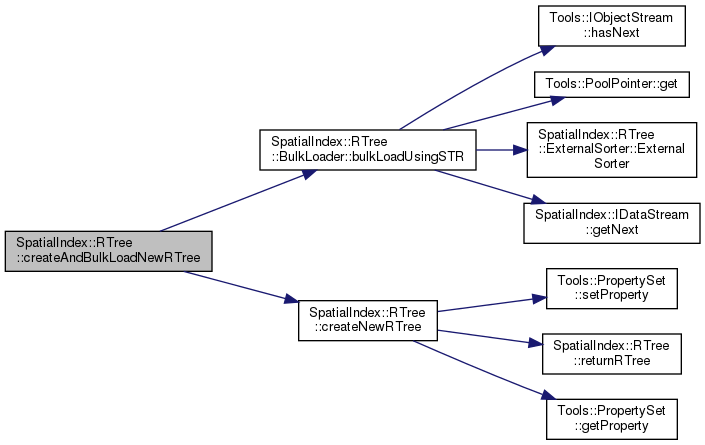 Tools::IObjectStream
::hasNext
Tools::PoolPointer::get
SpatialIndex::RTree
::BulkLoader::bulkLoadUsingSTR
SpatialIndex::RTree
::ExternalSorter::External
Sorter
SpatialIndex::IDataStream
::getNext
SpatialIndex::RTree
::createAndBulkLoadNewRTree
Tools::PropertySet
::setProperty
SpatialIndex::RTree
::createNewRTree
SpatialIndex::RTree
::returnRTree
Tools::PropertySet
::getProperty